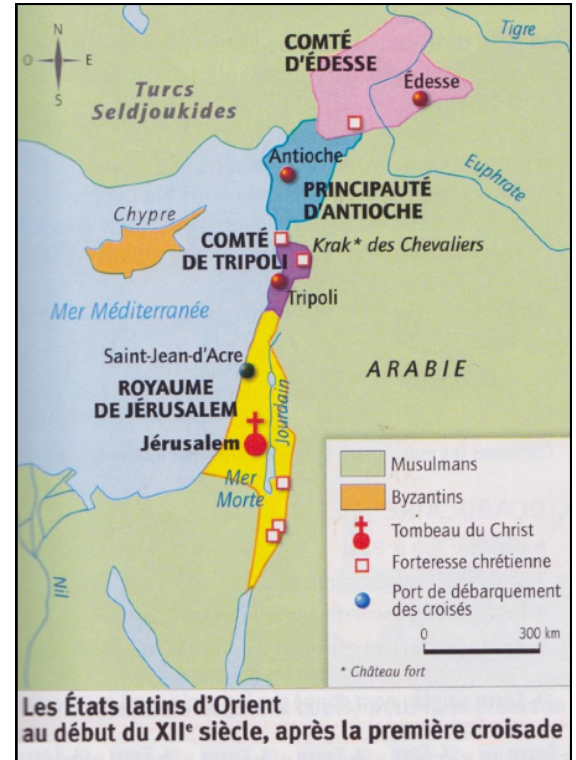 N
O
E
S
Tigre
COMTÉ
D'ÉDESSE
Édesse
Turcs
Seldjoukides
Antioche
Euphrate
PRINCIPAUTÉ
D'ANTIOCHE
Chypre
COMTÉ
DE TRIPOLI
Krak* des Chevaliers
Tripoli
Mer Méditerranée
Saint-Jean-d'Acre
ARABIE
ROYAUME
DE JÉRUSALEM
Jourdain
Jérusalem
Mer
Morte
Nil
Musulmans
Byzantins
Tombeau du Christ
Forteresse chrétienne
Port de débarquement
des croisés
0 300 km
* Château fort
Les États latins d'Orient
au début du XIIe siècle, après la première croisade